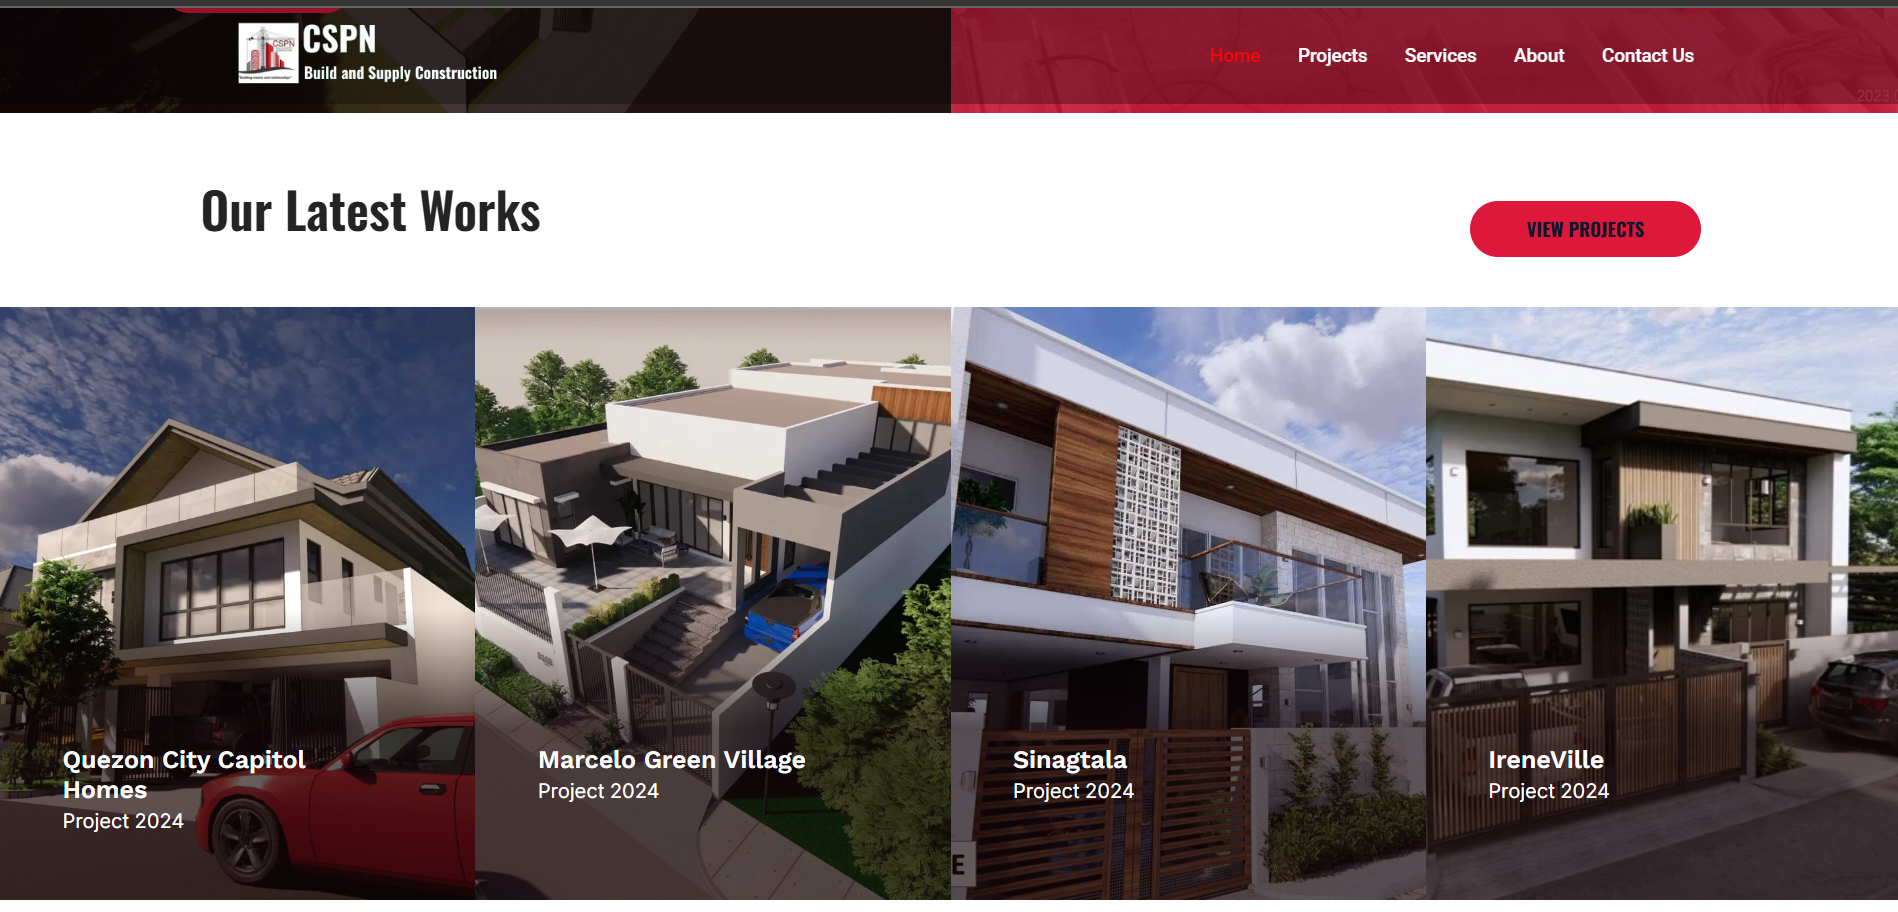 CSPN
CSPN
Build and Supply Construction
Home
Projects
Services
About
Contact Us
2023.
Our Latest Works
VIEW PROJECTS
Quezon City Capitol
Homes
Project 2024
Marcelo Green Village
Project 2024
Sinagtala
Project 2024
IreneVille
Project 2024
E